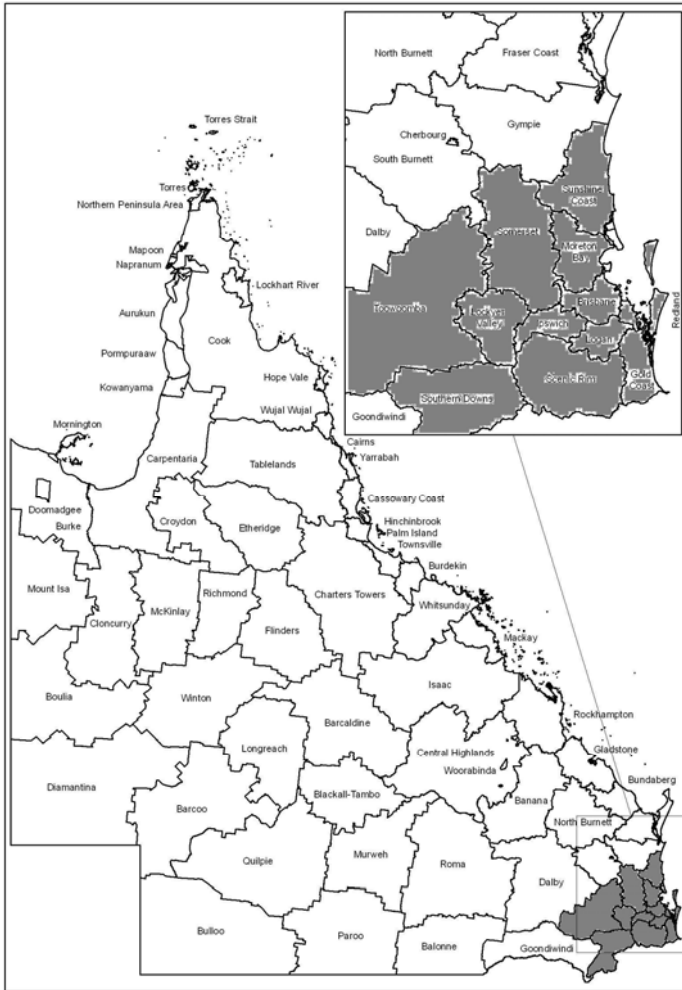 North Burnett
Fraser Coast
Gympie
Cherbourg
South Burnett
Sunshine
Coast
Dalby
Somerset
Moreton
Bay
Toowoomba
Lockyer
Valley
Ipswich
Brisbane
Logan
Redland
Scenic Rim
Gold
Coast
Southern Downs
Goondiwindi
Torres Strait
Torres
Northern Peninsula Area
Mapoon
Napranum
Lockhart River
Aurukun
Cook
Pormpuraaw
Kowanyama
Hope Vale
Wujal Wujal
Mornington
Carpentaria
Tablelands
Cairns
Yarrabah
Cassowary Coast
Doomadgee
Burke
Croydon
Etheridge
Hinchinbrook
Palm Island
Townsville
Burdekin
Mount Isa
Cloncurry
McKinlay
Richmond
Flinders
Charters Towers
Whitsunday
Mackay
Boulia
Winton
Isaac
Longreach
Barcaldine
Rockhampton
Central Highlands
Woorabinda
Gladstone
Diamantina
Barcoo
Blackall-Tambo
Banana
Bundaberg
North Burnett
Quilpie
Murweh
Roma
Dalby
Bulloo
Paroo
Balonne
Goondiwindi